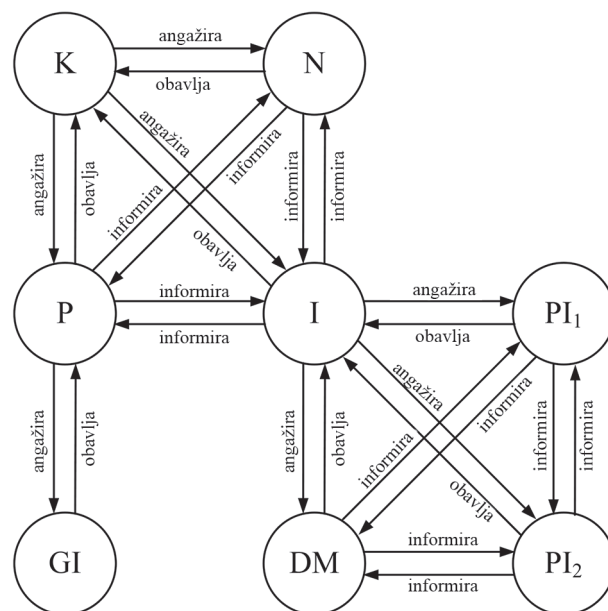 angažira
K
N
obavlja
angažira
angažira
obavlja
obavlja
informira
informira
informira
informira
P
informira
I
informira
angažira
PI₁
obavlja
angažira
obavlja
angažira
obavlja
angažira
obavlja
informira
informira
informira
informira
GI
DM
informira
PI₂
informira